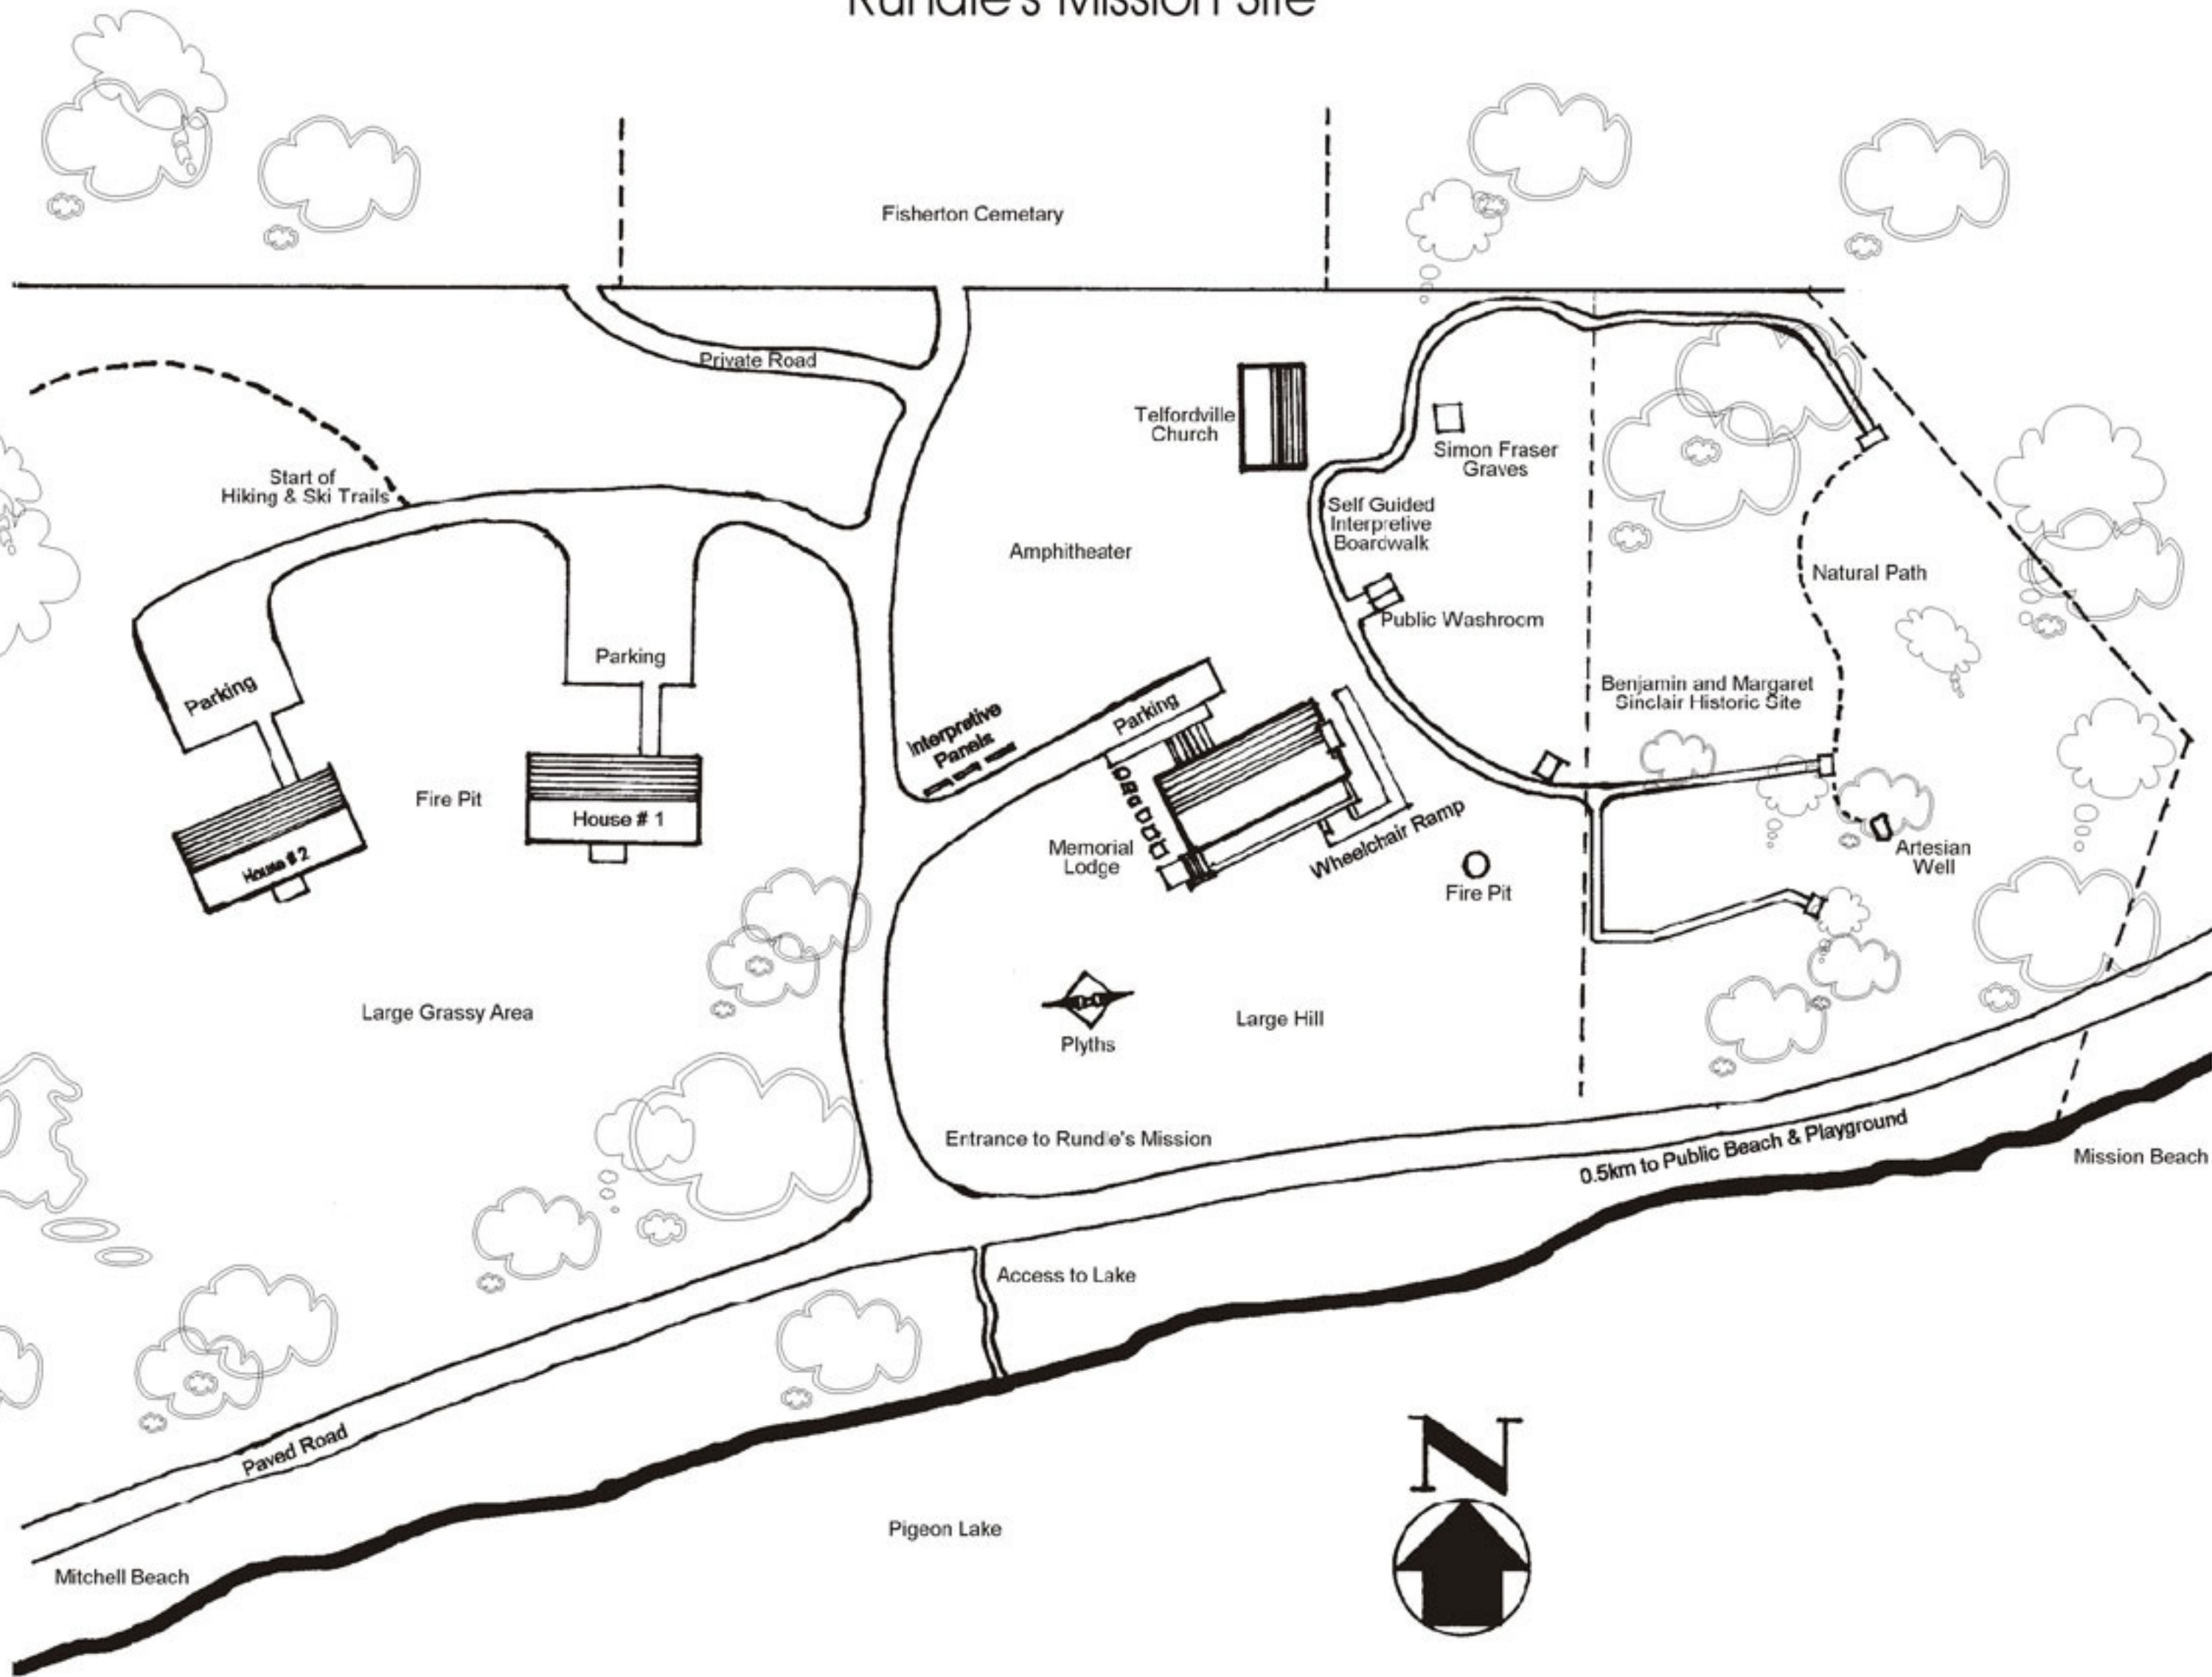 Rundle's Mission Site
Fisherton Cemetary
Private Road
Telfordville
Church
Simon Fraser
Graves
Start of
Hiking & Ski Trails
Self Guided
Interpretive
Boardwalk
Amphitheater
Natural Path
Public Washroom
Parking
Parking
Parking
Benjamin and Margaret
Sinclair Historic Site
Interpretive
Panels
Fire Pit
House # 1
House # 2
Memorial
Lodge
Wheelchair Ramp
Fire Pit
Artesian
Well
Large Grassy Area
Plyths
Large Hill
Entrance to Rundle's Mission
0.5km to Public Beach & Playground
Mission Beach
Access to Lake
Paved Road
N
Pigeon Lake
Mitchell Beach